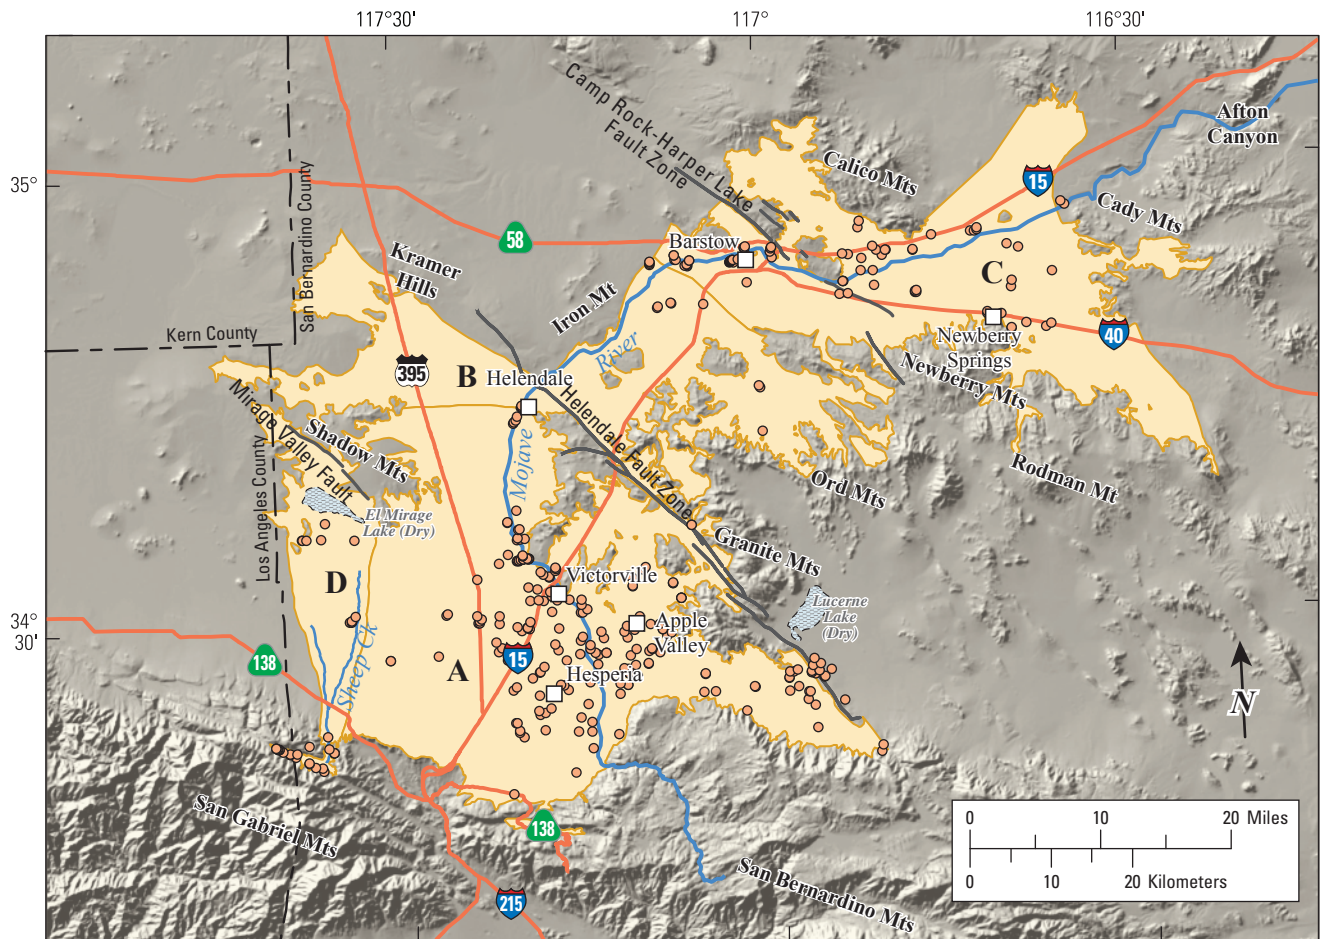 117°30'
117°
116°30'
35°
34°
30'
Camp Rock-Harper Lake
Fault Zone
Calico Mts
Afton
Canyon
15
Cady Mts
San Bernardino County
58
Barstow
Kramer
Hills
C
Iron Mt
Kern County
River
Newberry
Springs
40
395
B
Helendale
Newberry Mts
Mirage Valley Fault
Shadow Mts
Helendale Fault Zone
Los Angeles County
Mojave
Ord Mts
Rodman Mt
El Mirage
Lake (Dry)
Granite Mts
D
Victorville
Lucerne
Lake
(Dry)
Apple
Valley
138
Sheep Ck
A
15
Hesperia
N
San Gabriel Mts
138
San Bernardino Mts
215
0
10
20 Miles
0
10
20 Kilometers